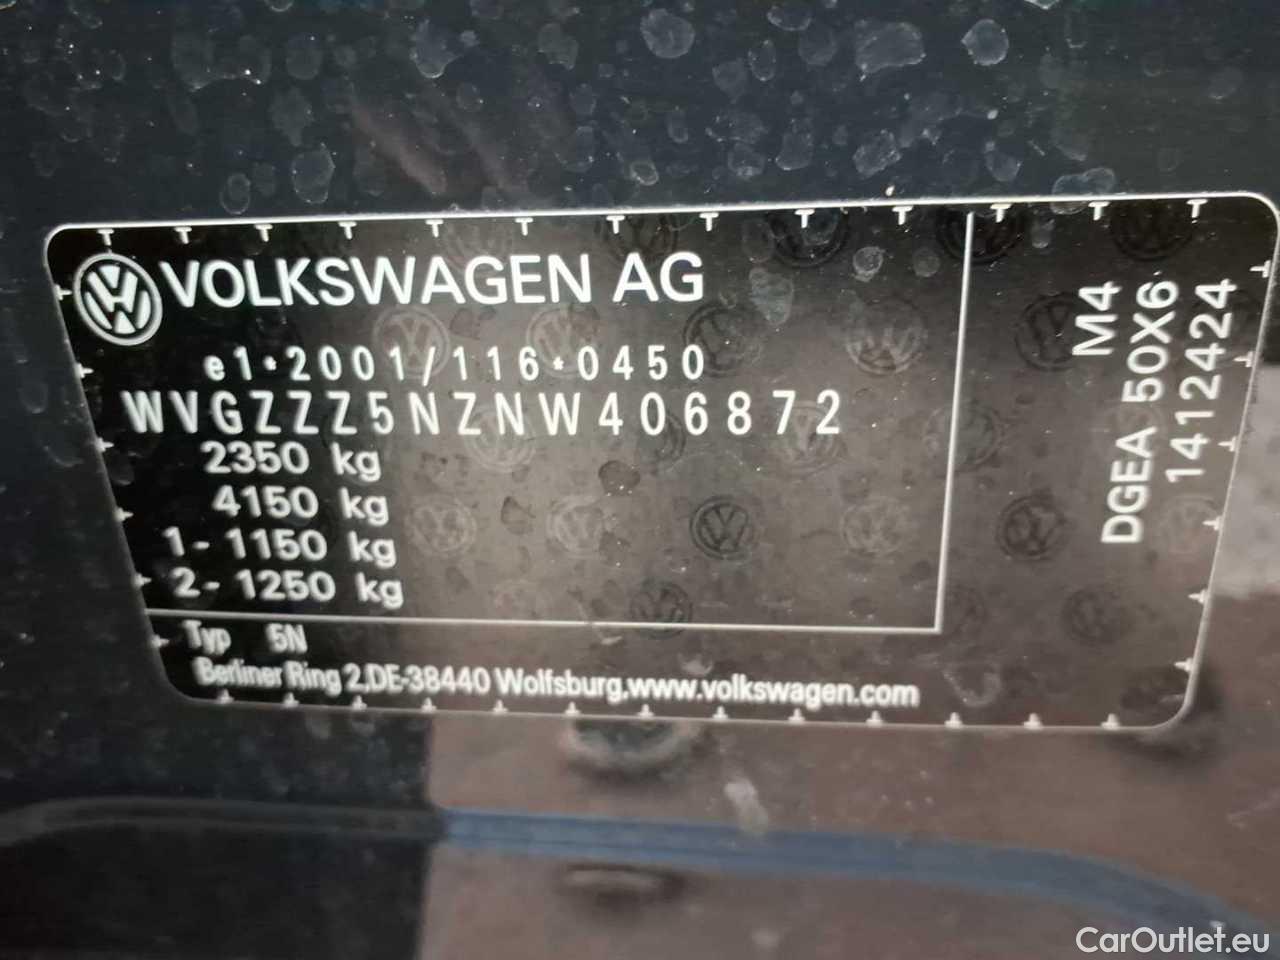 VOLKSWAGEN AG
e1*2001/116*0450
WVGZZZ5NZNW406872
2350 kg
4150 kg
1- 1150 kg
2- 1250 kg
Typ 5N
Berliner Ring 2,DE-38440 Wolfsburg,www.volkswagen.com
M4
DGEA 50X6
1412424
CarOutlet.eu